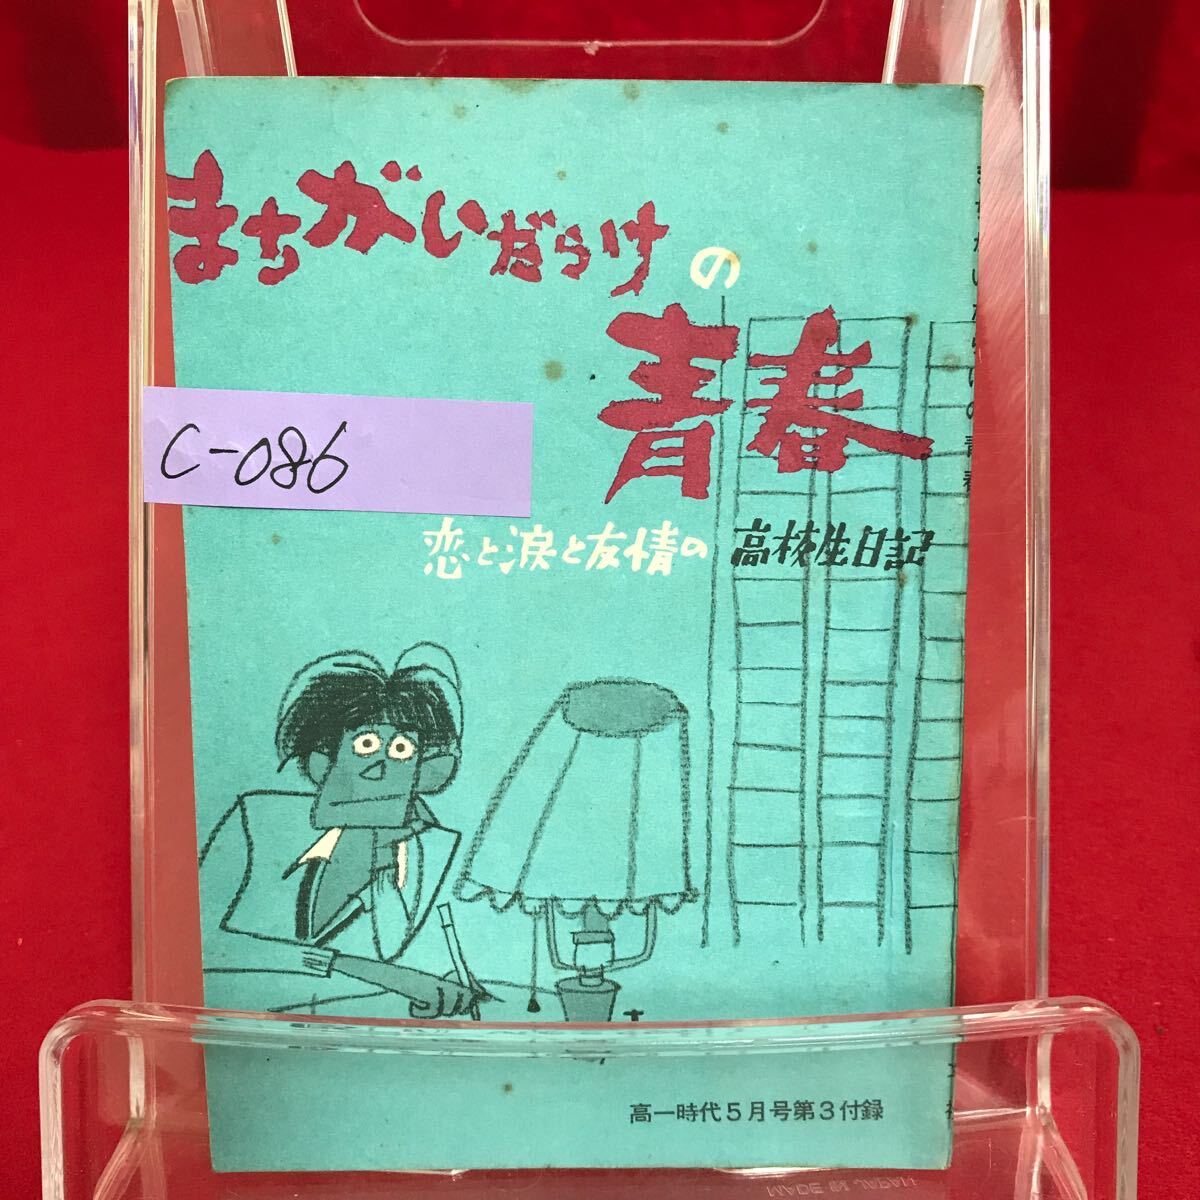 まちがいだらけ
の
青春
C-086
恋と涙と友情の 高校生日記
高一時代5月号第3付録